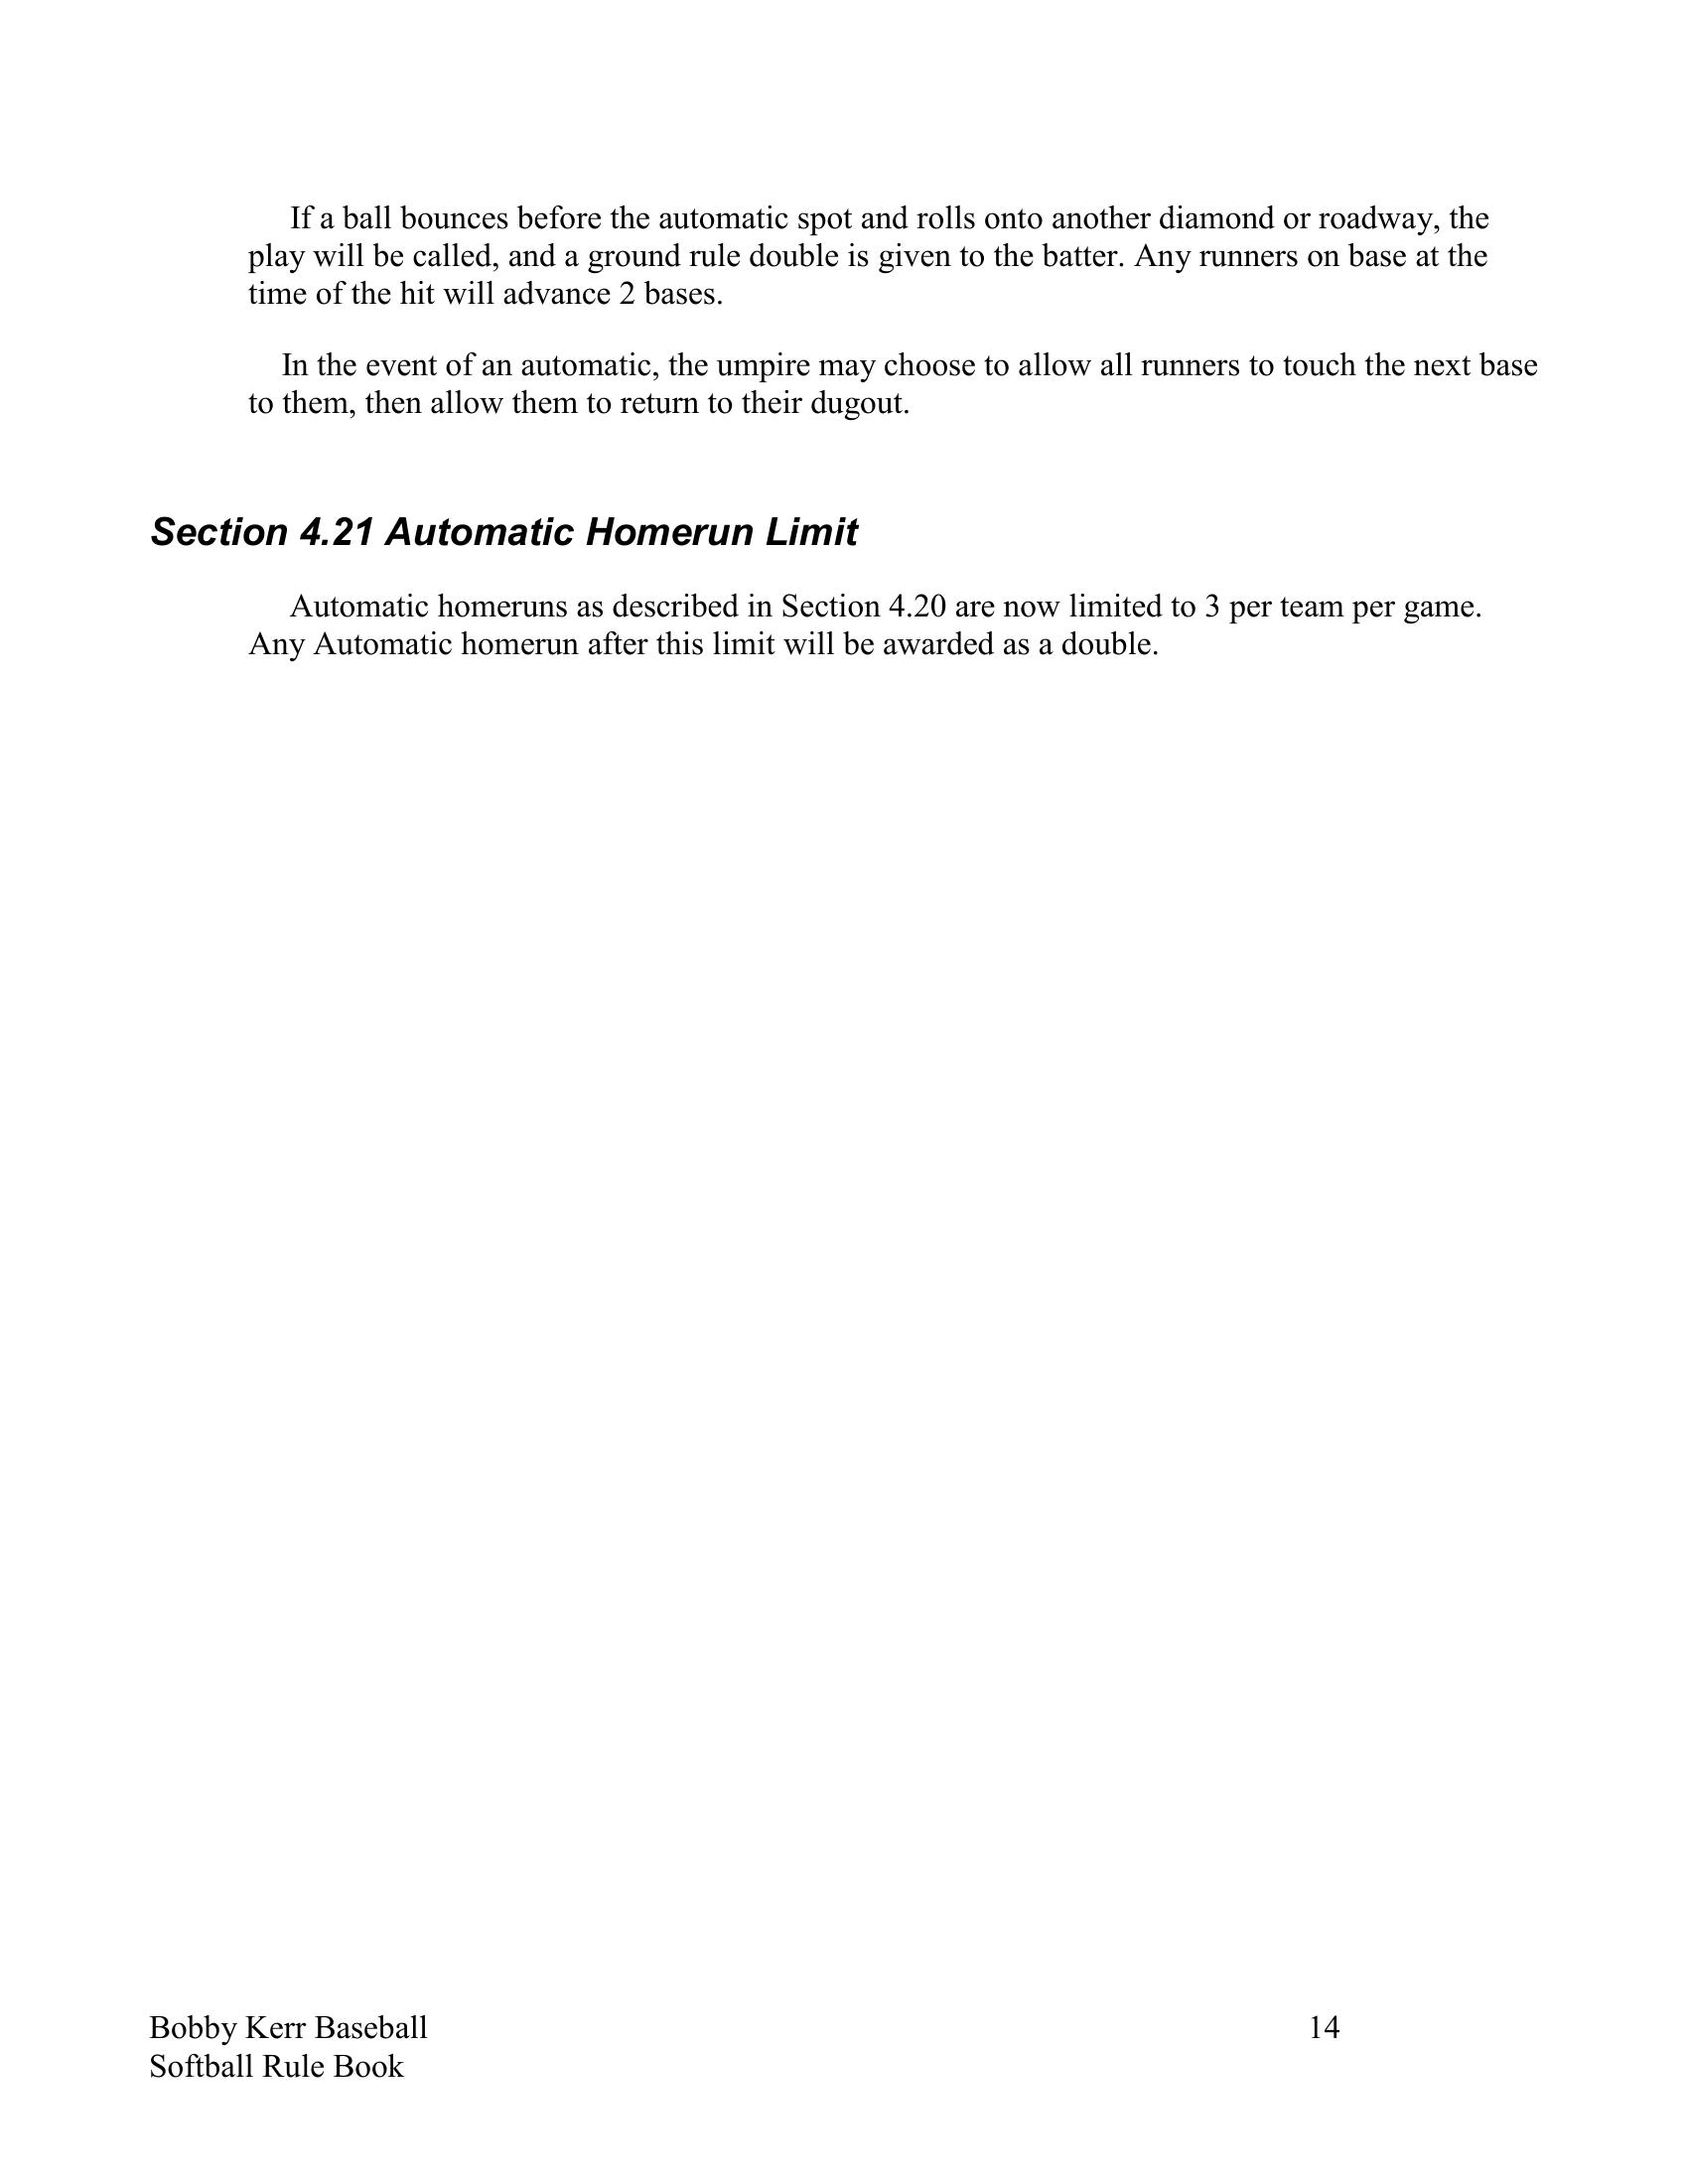 If a ball bounces before the automatic spot and rolls onto another diamond or roadway, the
play will be called, and a ground rule double is given to the batter. Any runners on base at the
time of the hit will advance 2 bases.
In the event of an automatic, the umpire may choose to allow all runners to touch the next base
to them, then allow them to return to their dugout.
Section 4.21 Automatic Homerun Limit
Automatic homeruns as described in Section 4.20 are now limited to 3 per team per game.
Any Automatic homerun after this limit will be awarded as a double.
Bobby Kerr Baseball 14
Softball Rule Book